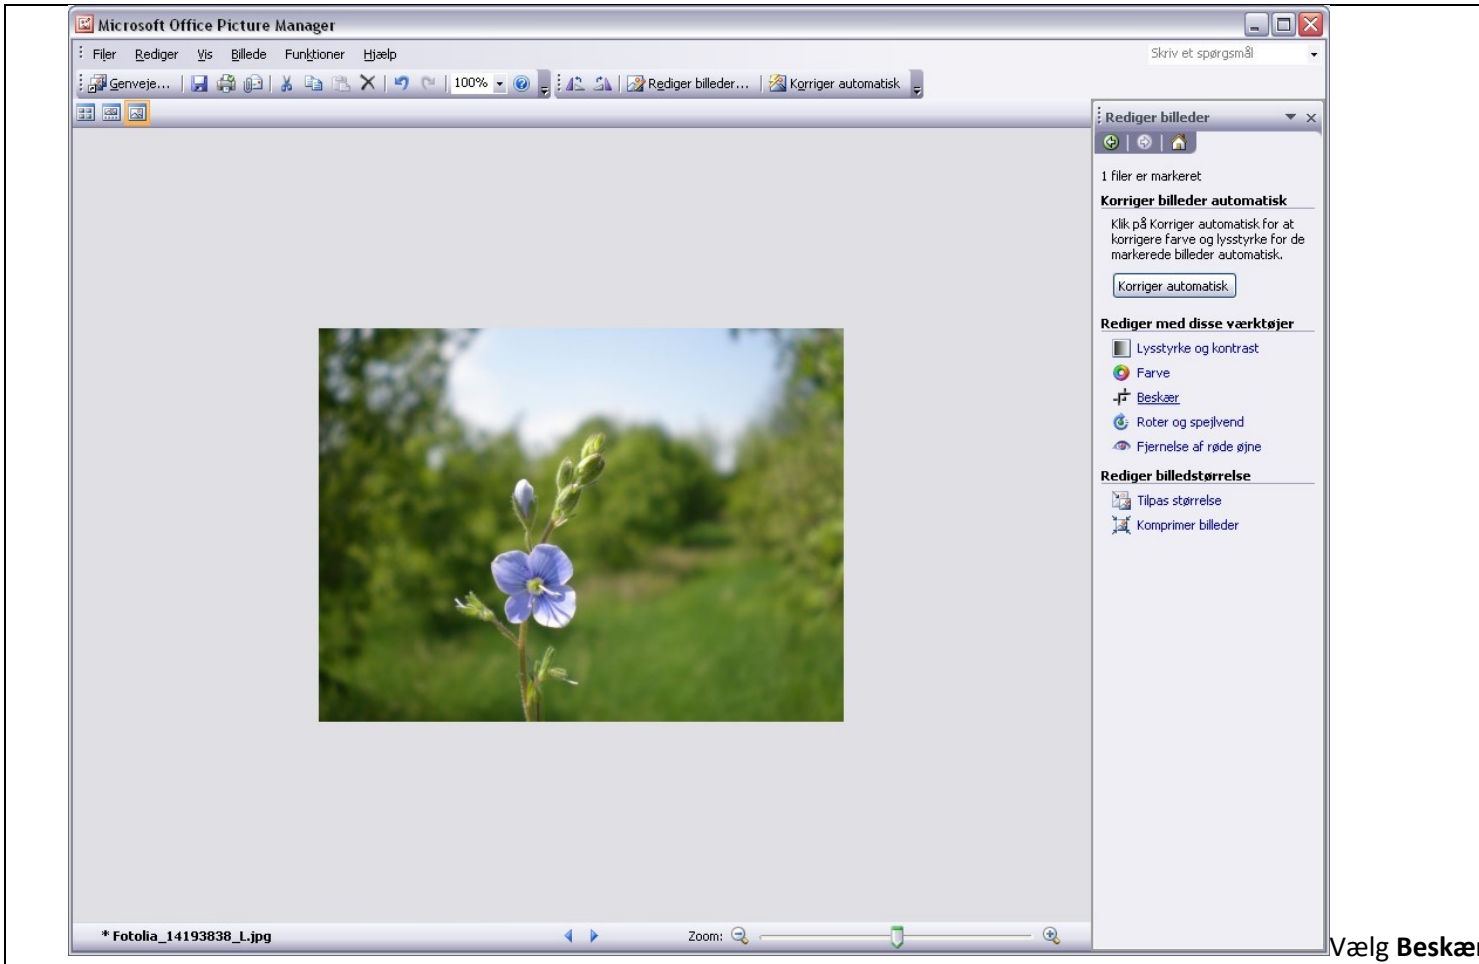 Microsoft Office Picture Manager
Filer Rediger Vis Billede Funktioner Hjælp
Skriv et spørgsmål
Genveje... 100% Rediger billeder... Korriger automatisk
Rediger billeder
1 filer er markeret
Korriger billeder automatisk
Klik på Korriger automatisk for at
korrigere farve og lysstyrke for de
markerede billeder automatisk.
Korriger automatisk
Rediger med disse værktøjer
Lysstyrke og kontrast
Farve
Beskær
Roter og spejlvend
Fjernelse af røde øjne
Rediger billedstørrelse
Tilpas størrelse
Komprimer billeder
* Fotolia_14193838_L.jpg
Zoom:
Vælg Beskær